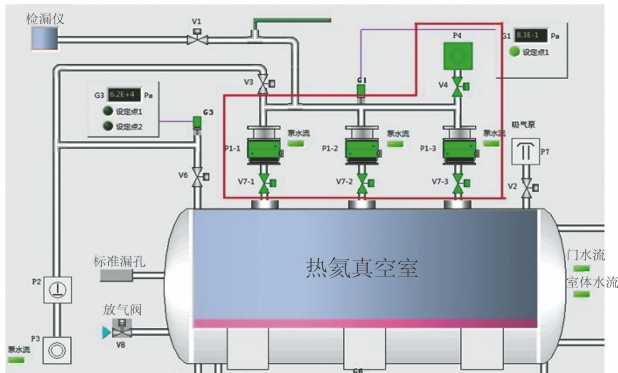 检漏仪
V1
G1 8.3E-1 Pa
设定点1
P4
G3 6.2E+4 Pa
设定点1
设定点2
V3
G1
V4
G3
泵水流
泵水流
泵水流
吸气泵
P1-1
P1-2
P1-3
P7
V6
V7-1
V7-2
V7-3
V2
标准漏孔
热氦真空室
门水流
室体水流
P2
放气阀
V8
P3
泵水流
G6